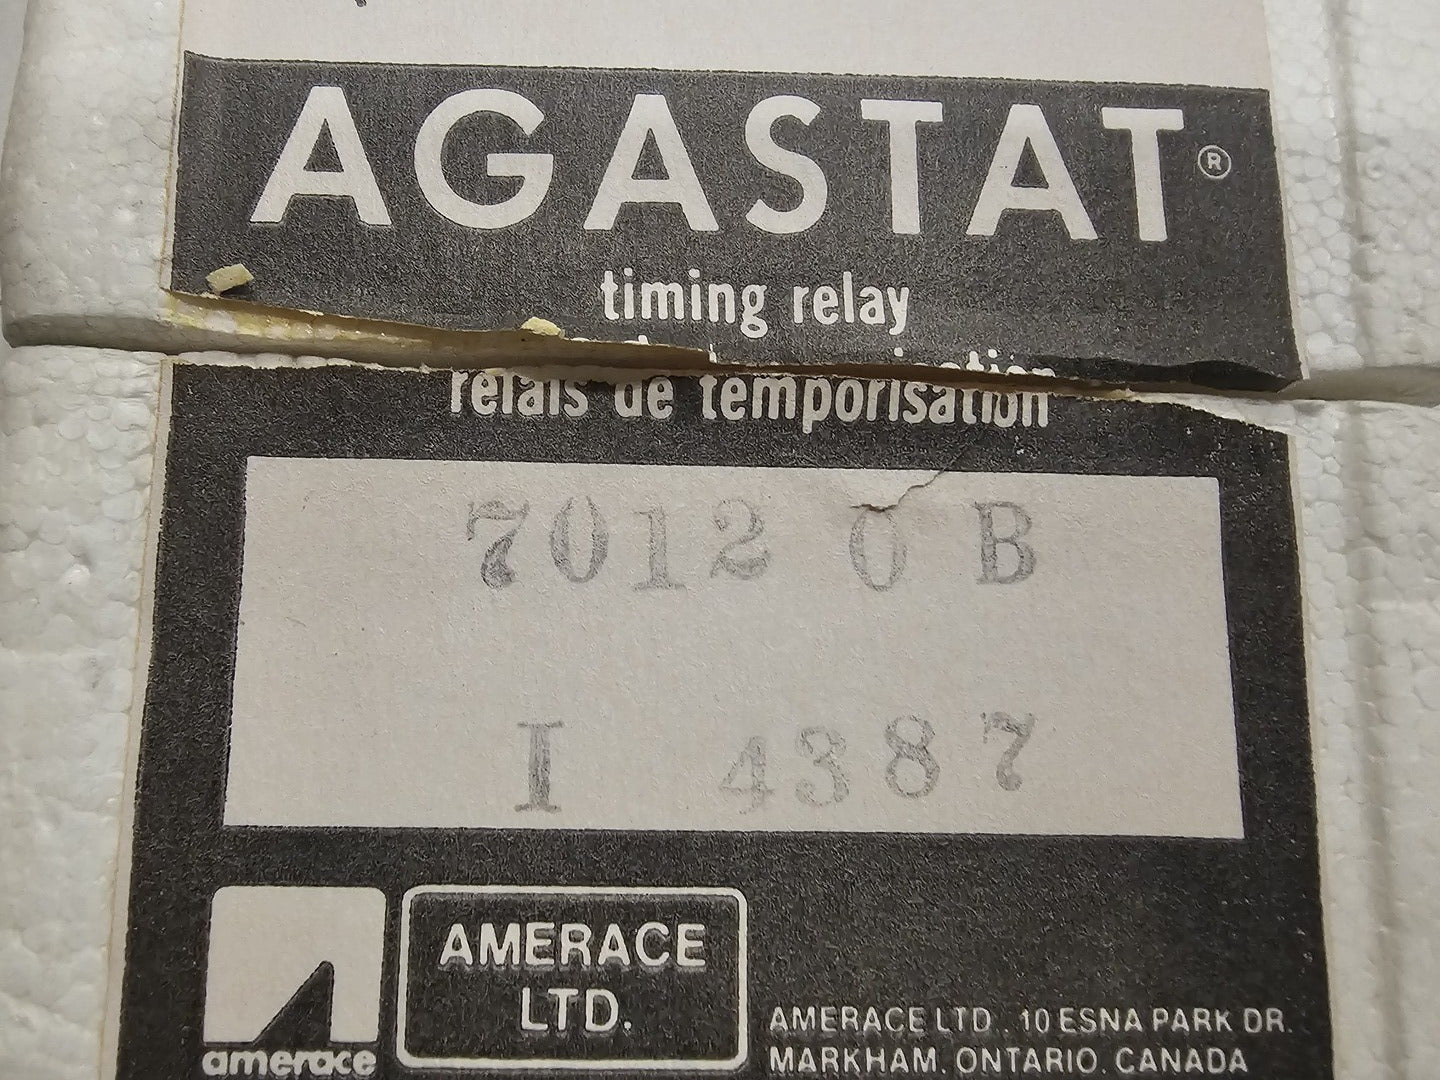 AGASTAT®
timing relay
relais de temporisation
7012 0 B
I 4387
AMERACE
LTD.
amerace
AMERACE LTD., 10 ESNA PARK DR.
MARKHAM, ONTARIO, CANADA